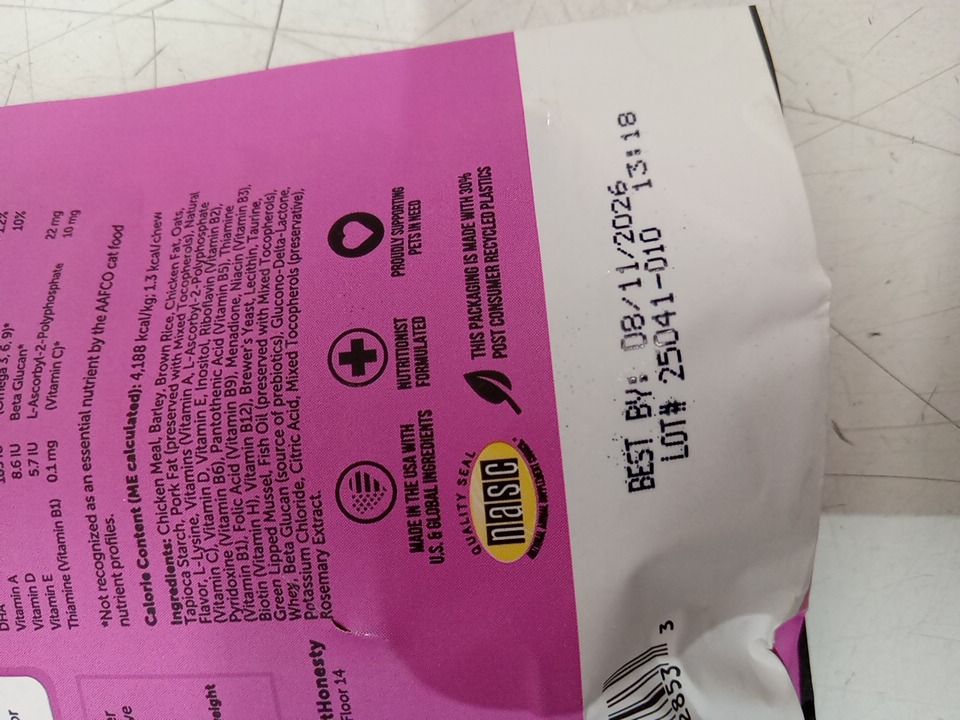 12%
10%
22 mg
10 mg
Beta Glucan*
L-Ascorbyl-2-Polyphosphate
(Vitamin C)*
DHA
Vitamin A
Vitamin D
Vitamin E
Thiamine (Vitamin B1)
8.6 IU
5.7 IU
0.1 mg
*Not recognized as an essential nutrient by the AAFCO cat food
nutrient profiles.
Calorie Content (ME calculated): 4,188 kcal/kg; 1.3 kcal/chew
Ingredients: Chicken Meal, Barley, Brown Rice, Chicken Fat, Oats,
Tapioca Starch, Pork Fat (preserved with Mixed Tocopherols), Natural
Flavor, L-Lysine, Vitamins (Vitamin A, L-Ascorbyl-2-Polyphosphate
(Vitamin C), Vitamin D, Vitamin E, Inositol, Riboflavin (Vitamin B2),
Pyridoxine (Vitamin B6), Pantothenic Acid (Vitamin B5), Thiamine
(Vitamin B1), Folic Acid (Vitamin B9), Menadione, Niacin (Vitamin B3),
Biotin (Vitamin H), Vitamin B12), Brewer's Yeast, Lecithin, Taurine,
Green Lipped Mussel, Fish Oil (preserved with Mixed Tocopherols),
Whey, Beta Glucan (source of prebiotics), Glucono-Delta-Lactone,
Potassium Chloride, Citric Acid, Mixed Tocopherols (preservative),
Rosemary Extract.
MADE IN THE USA WITH
U.S. & GLOBAL INGREDIENTS
NUTRITIONIST
FORMULATED
PROUDLY SUPPORTING
PETS IN NEED
QUALITY SEAL
nasc
THIS PACKAGING IS MADE WITH 30%
POST CONSUMER RECYCLED PLASTICS
BEST BY: 08/11/2026
LOT# 25041-010 13:18
tHonesty
Floor 14
2853 3